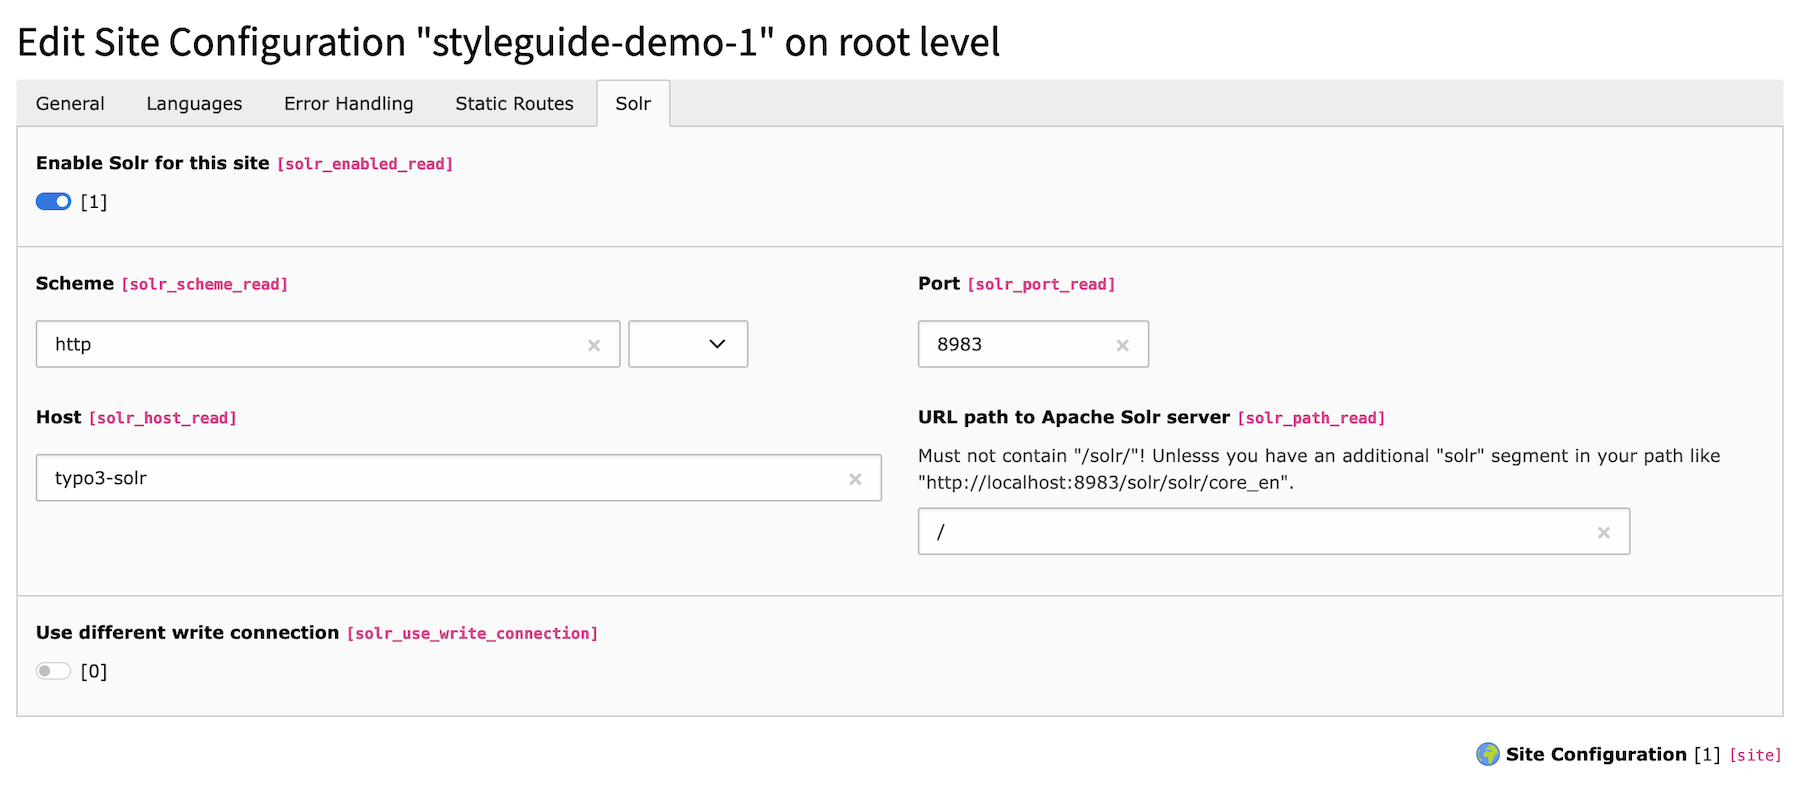 Edit Site Configuration "styleguide-demo-1" on root level
General Languages Error Handling Static Routes Solr
Enable Solr for this site [solr_enabled_read]
[1]
Scheme [solr_scheme_read]
http
Port [solr_port_read]
8983
Host [solr_host_read]
typo3-solr
URL path to Apache Solr server [solr_path_read]
Must not contain "/solr/"! Unlesss you have an additional "solr" segment in your path like
"http://localhost:8983/solr/solr/core_en".
/
Use different write connection [solr_use_write_connection]
[0]
Site Configuration [1] [site]